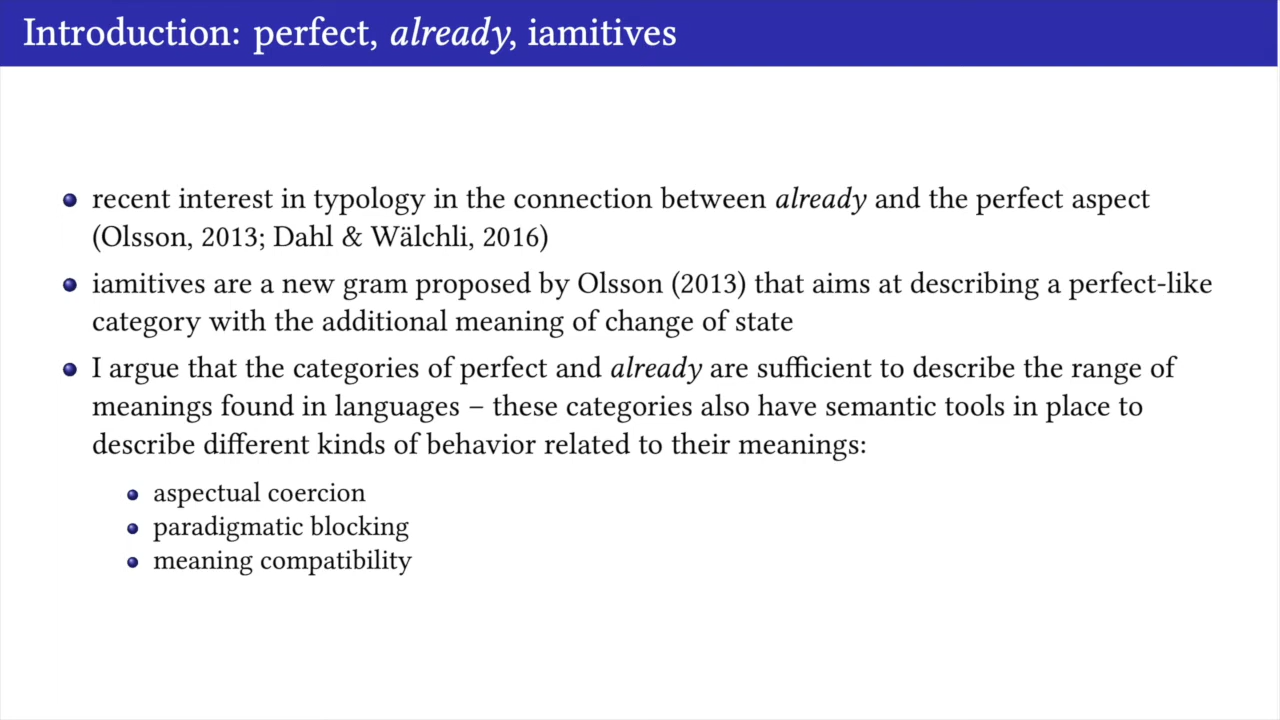 Introduction: perfect, already, iamitives
recent interest in typology in the connection between already and the perfect aspect
(Olsson, 2013; Dahl & Wälchli, 2016)
iamitives are a new gram proposed by Olsson (2013) that aims at describing a perfect-like
category with the additional meaning of change of state
I argue that the categories of perfect and already are sufficient to describe the range of
meanings found in languages – these categories also have semantic tools in place to
describe different kinds of behavior related to their meanings:
aspectual coercion
paradigmatic blocking
meaning compatibility